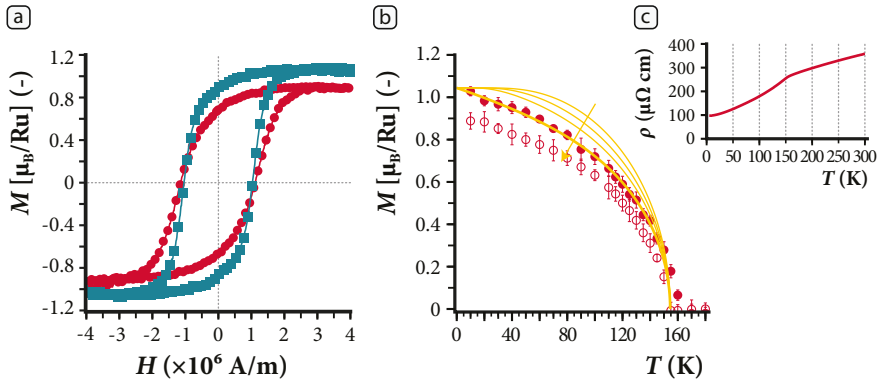 a
M [μB/Ru] (-)
1.2
0.8
0.4
0
-0.4
-0.8
-1.2
-4 -3 -2 -1 0 1 2 3 4
H (×10⁶ A/m)
b
M [μB/Ru] (-)
1.2
1.0
0.8
0.6
0.4
0.2
0
0 40 80 120 160
T (K)
c
ρ (μΩ cm)
400
300
200
100
0
50 100 150 200 250 300
T (K)